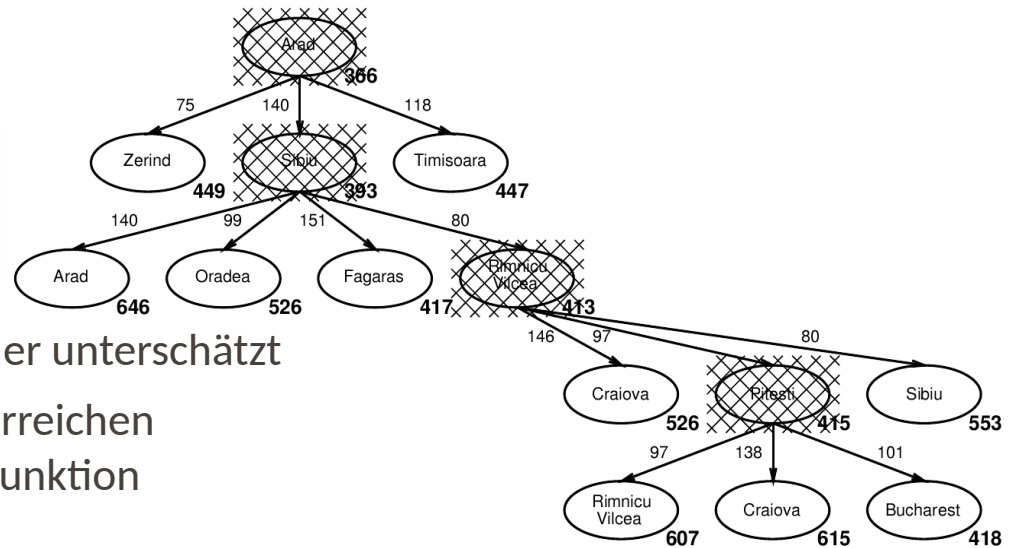 Arad
366
75 140 118
Zerind Sibiu Timisoara
449 393 447
140 99 151 80
Arad Oradea Fagaras Rimnicu
Vilcea
646 526 417 413
er unterschätzt
146 97 80
rreichen
Craiova Pitesti Sibiu
526 415 553
unktion
97 138 101
Rimnicu
Vilcea Craiova Bucharest
607 615 418